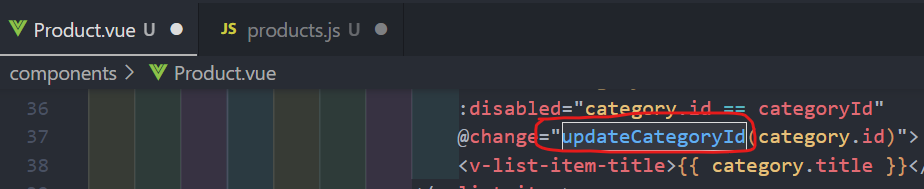 Product.vue U
JS products.js U
components > Product.vue
36 :disabled="category.id == categoryId"
37 @change="updateCategoryId(category.id)">
38 <v-list-item-title>{{ category.title }}</